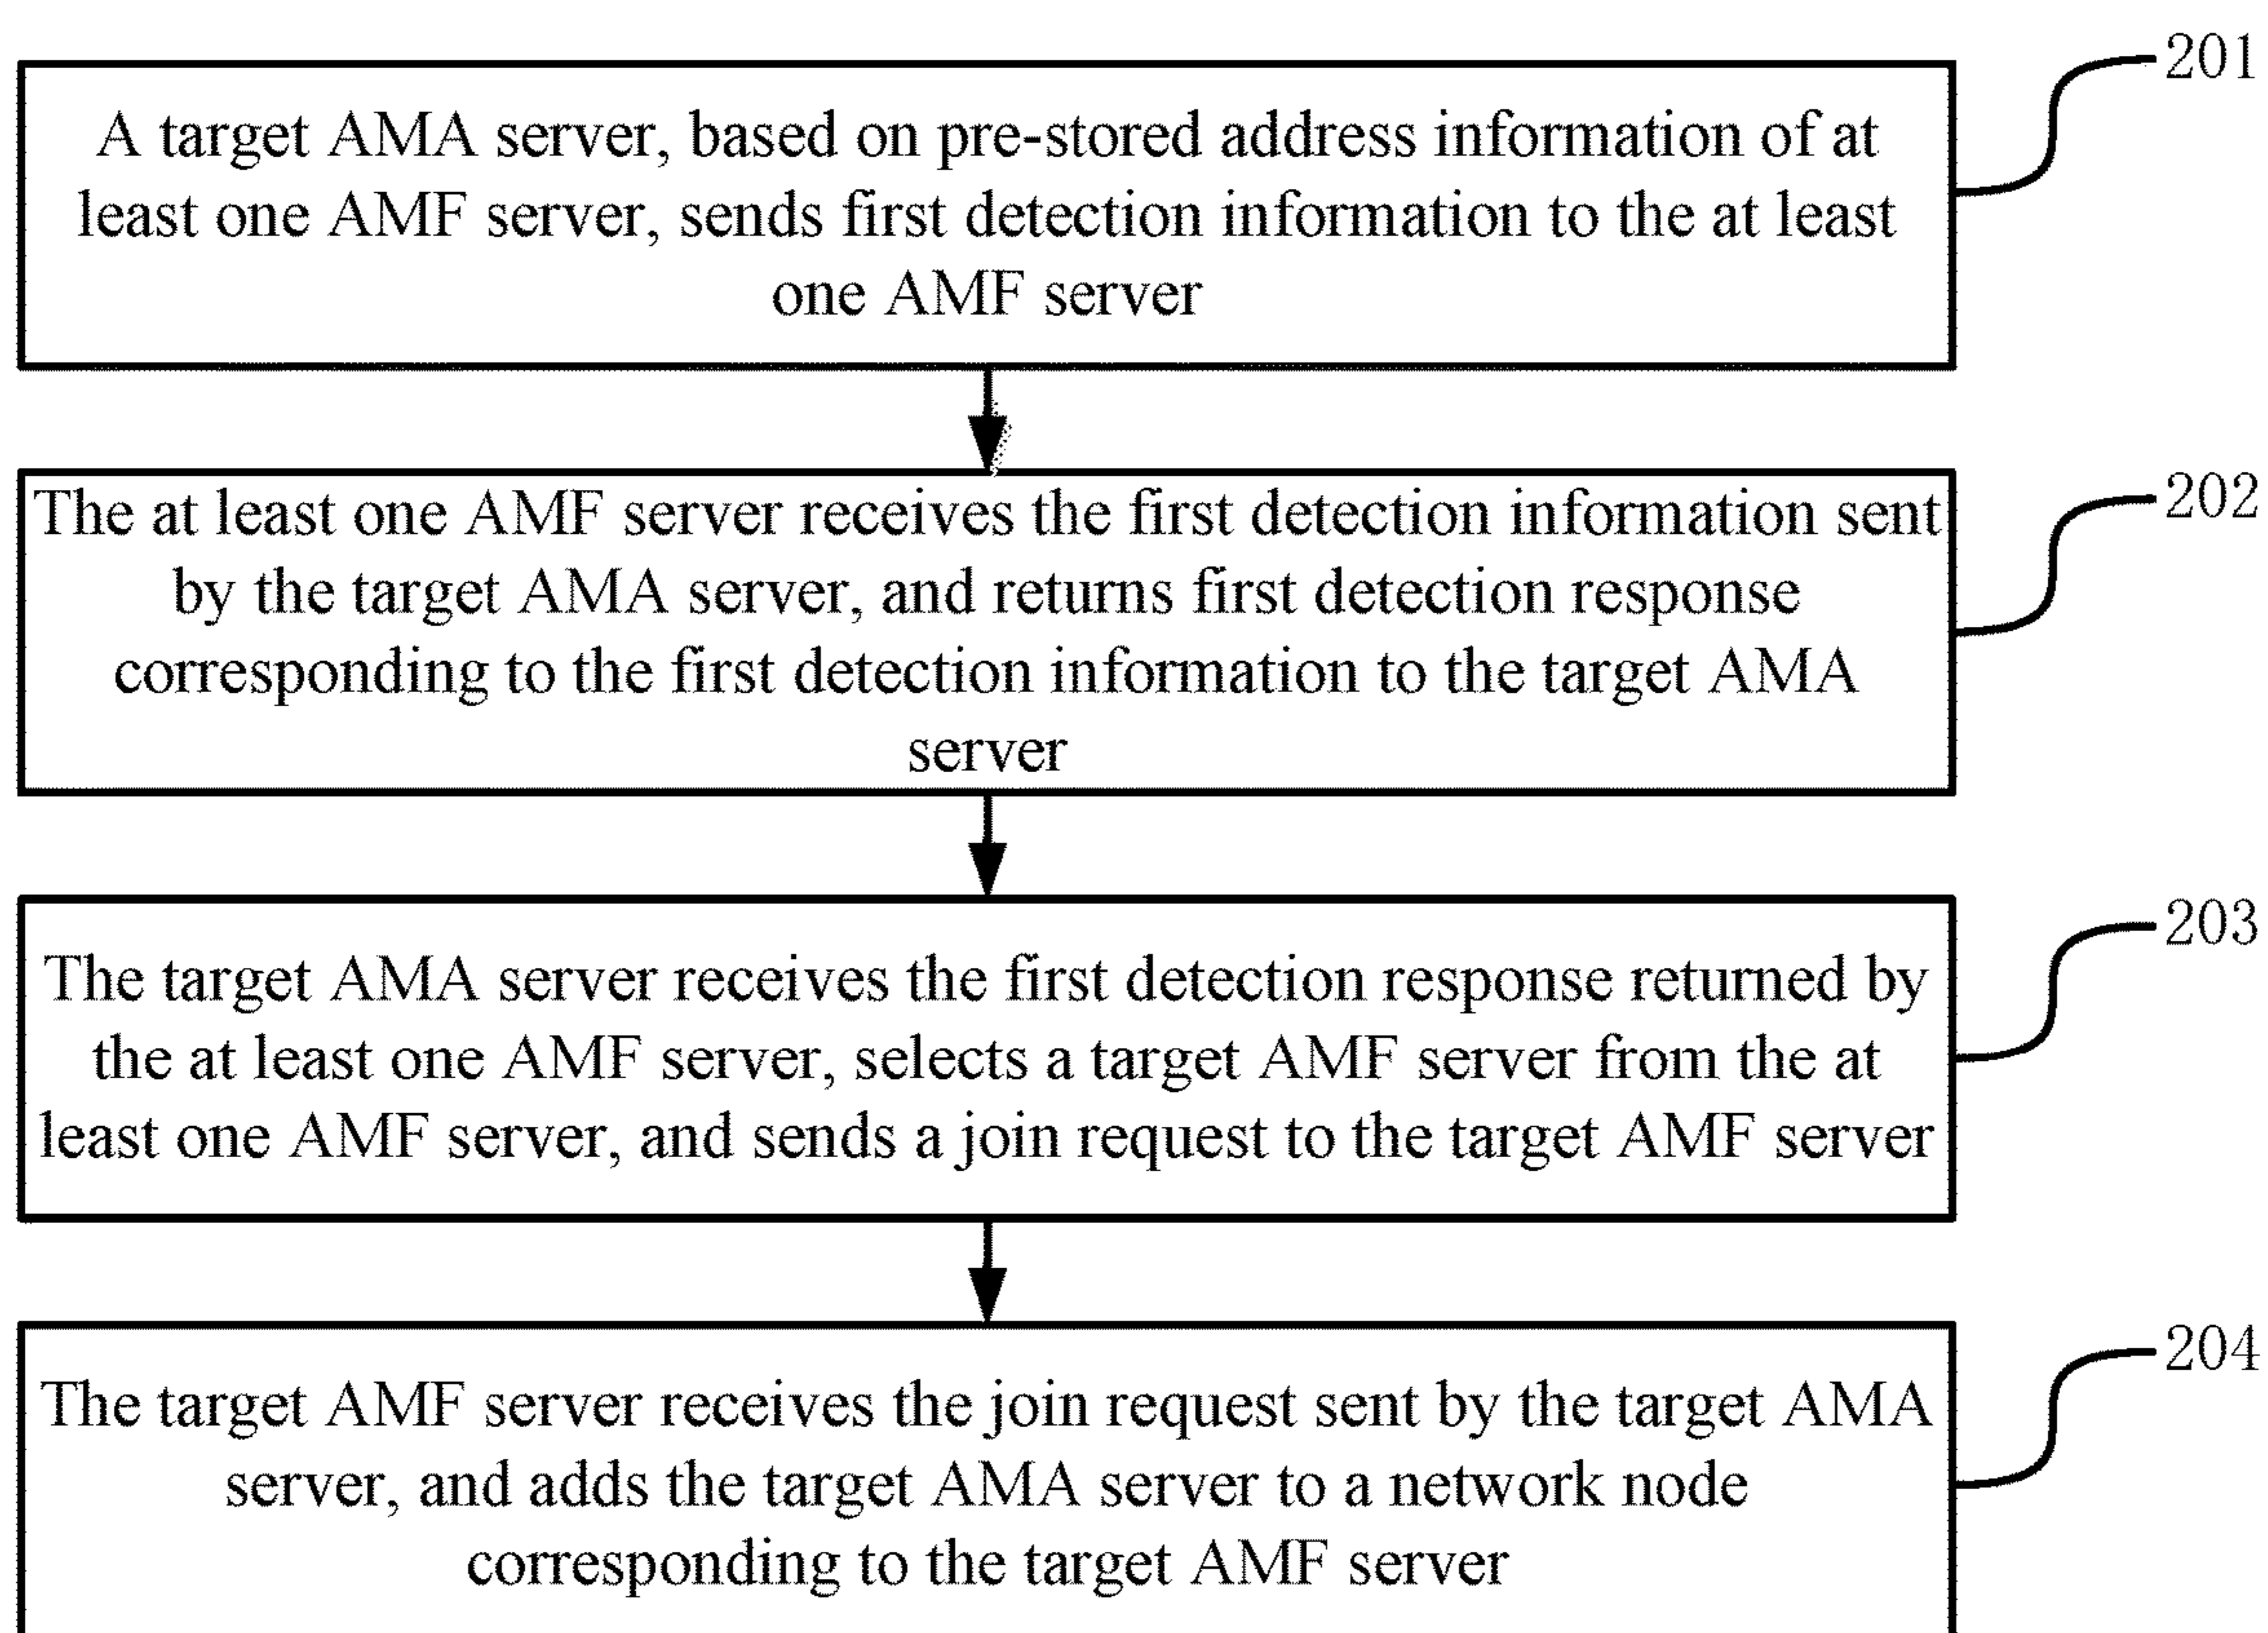 201
A target AMA server, based on pre-stored address information of at
least one AMF server, sends first detection information to the at least
one AMF server
202
The at least one AMF server receives the first detection information sent
by the target AMA server, and returns first detection response
corresponding to the first detection information to the target AMA
server
203
The target AMA server receives the first detection response returned by
the at least one AMF server, selects a target AMF server from the at
least one AMF server, and sends a join request to the target AMF server
204
The target AMF server receives the join request sent by the target AMA
server, and adds the target AMA server to a network node
corresponding to the target AMF server